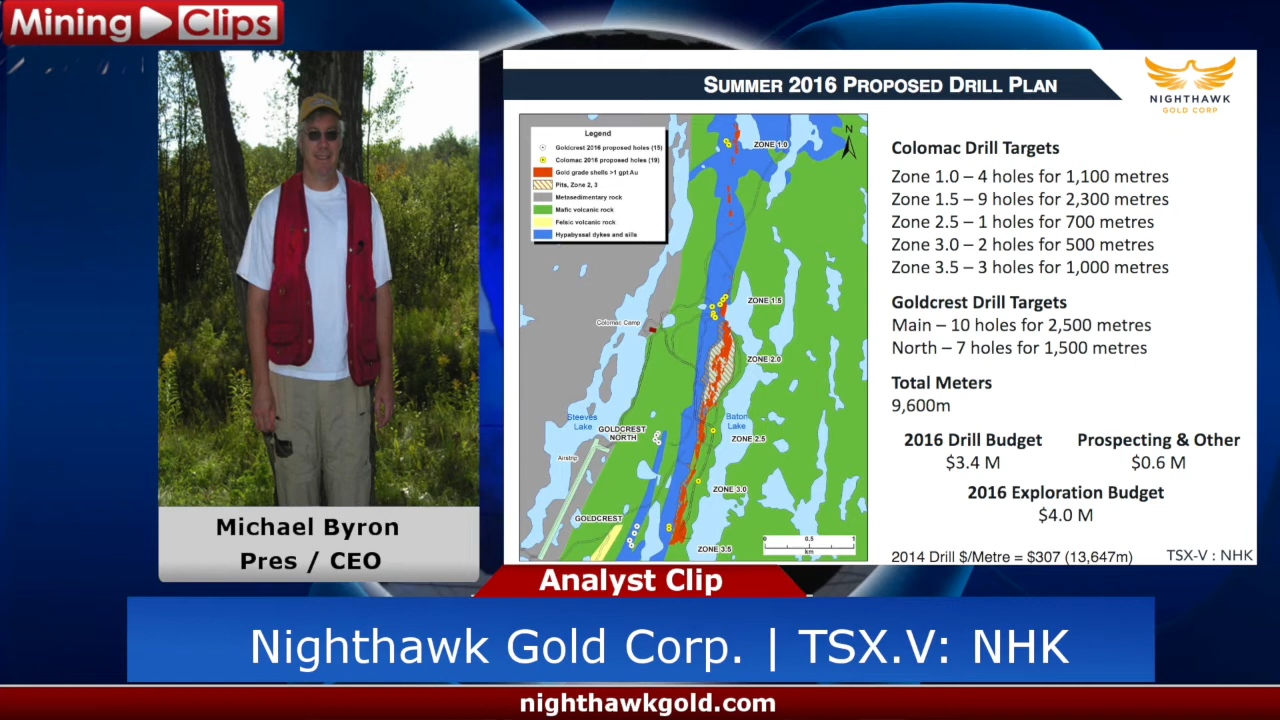 Mining Clips
SUMMER 2016 PROPOSED DRILL PLAN
NIGHTHAWK
GOLD CORP
Legend
Goldcrest 2016 proposed holes (15)
Colomac 2016 proposed holes (19)
Gold grade shells >1 gpt Au
Pits, Zone 2, 3
Metasedimentary rock
Mafic volcanic rock
Felsic volcanic rock
Hypabyssal dykes and sills
N
ZONE 1.0
ZONE 1.5
Colomac Camp
ZONE 2.0
Steeves
Lake
Baton
Lake
GOLDCREST
NORTH
ZONE 2.5
Airstrip
ZONE 3.0
GOLDCREST
ZONE 3.5
0 0.5 1
km
Colomac Drill Targets
Zone 1.0 – 4 holes for 1,100 metres
Zone 1.5 – 9 holes for 2,300 metres
Zone 2.5 – 1 holes for 700 metres
Zone 3.0 – 2 holes for 500 metres
Zone 3.5 – 3 holes for 1,000 metres
Goldcrest Drill Targets
Main – 10 holes for 2,500 metres
North – 7 holes for 1,500 metres
Total Meters
9,600m
2016 Drill Budget Prospecting & Other
$3.4 M $0.6 M
2016 Exploration Budget
$4.0 M
2014 Drill $/Metre = $307 (13,647m) TSX-V : NHK
Michael Byron
Pres / CEO
Analyst Clip
Nighthawk Gold Corp. | TSX.V: NHK
nighthawkgold.com